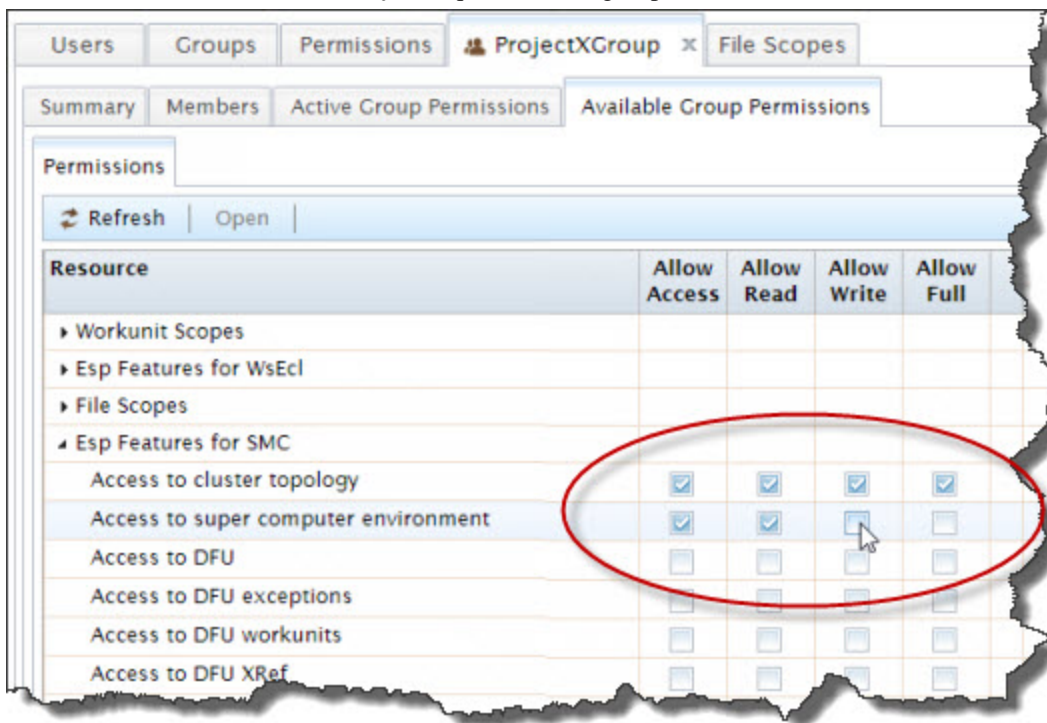 Users Groups Permissions ProjectXGroup x File Scopes
Summary Members Active Group Permissions Available Group Permissions
Permissions
Refresh Open
Resource Allow Access Allow Read Allow Write Allow Full
Workunit Scopes
Esp Features for WsEcl
File Scopes
Esp Features for SMC
Access to cluster topology
Access to super computer environment
Access to DFU
Access to DFU exceptions
Access to DFU workunits
Access to DFU XRef